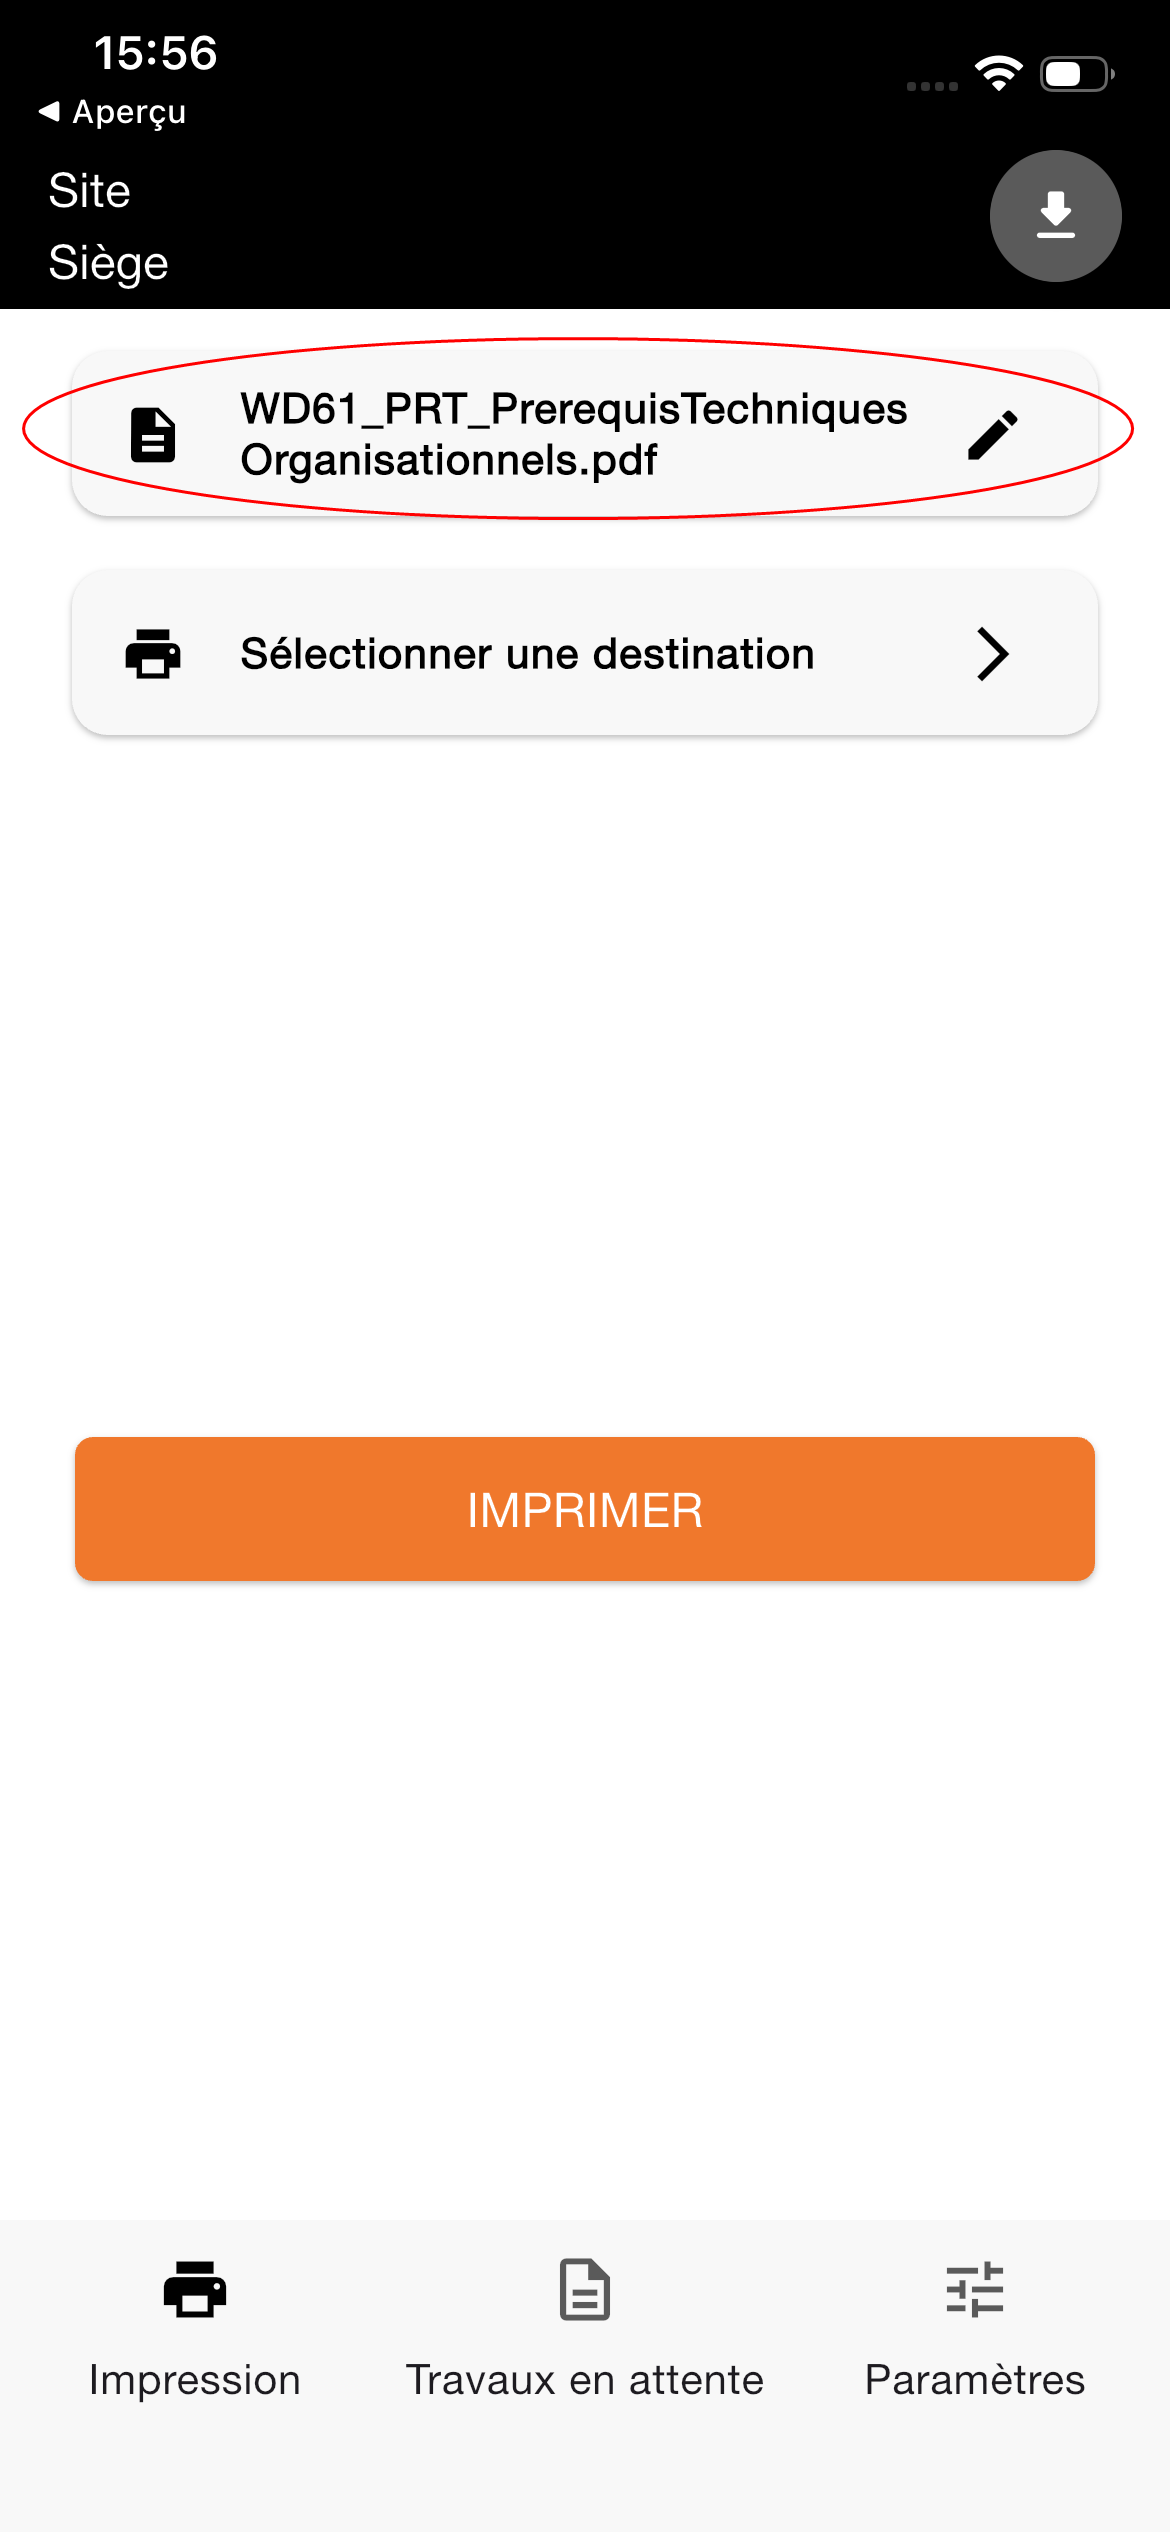 15:56
Aperçu
Site
Siège
WD61_PRT_PrerequisTechniques
Organisationnels.pdf
Sélectionner une destination
IMPRIMER
Impression
Travaux en attente
Paramètres